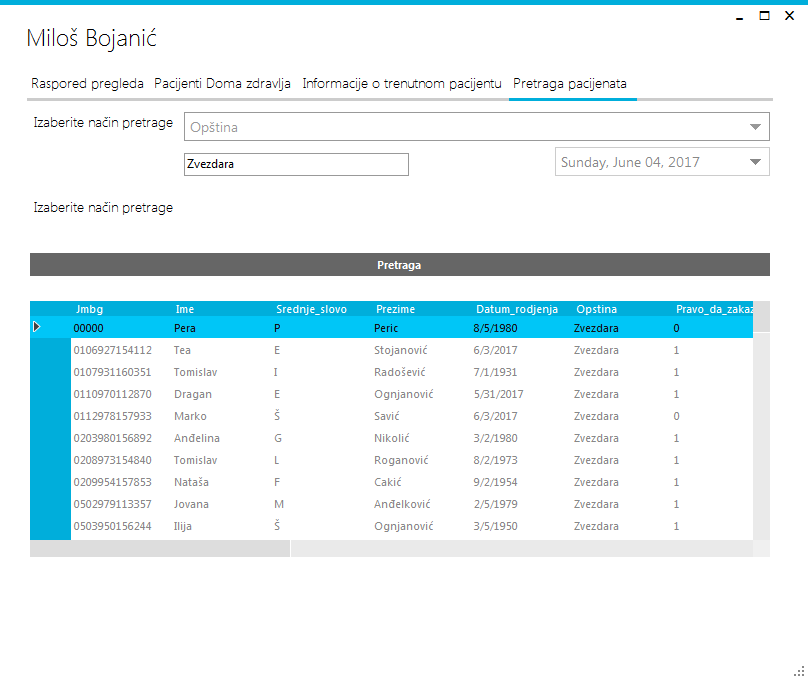 Miloš Bojanić
Raspored pregleda Pacijenti Doma zdravlja Informacije o trenutnom pacijentu Pretraga pacijenata
Izaberite način pretrage Opština
Zvezdara Sunday, June 04, 2017
Izaberite način pretrage
Pretraga
Jmbg Ime Srednje_slovo Prezime Datum_rodjenja Opstina Pravo_da_zakaz
00000 Pera P Peric 8/5/1980 Zvezdara 0
0106927154112 Tea E Stojanović 6/3/2017 Zvezdara 1
0107931160351 Tomislav I Radošević 7/1/1931 Zvezdara 1
0110970112870 Dragan E Ognjanović 5/31/2017 Zvezdara 1
0112978157933 Marko Š Savić 6/3/2017 Zvezdara 0
0203980156892 Anđelina G Nikolić 3/2/1980 Zvezdara 1
0208973154840 Tomislav L Roganović 8/2/1973 Zvezdara 1
0209954157853 Nataša F Cakić 9/2/1954 Zvezdara 1
0502979113357 Jovana M Anđelković 2/5/1979 Zvezdara 1
0503950156244 Ilija Š Ognjanović 3/5/1950 Zvezdara 1